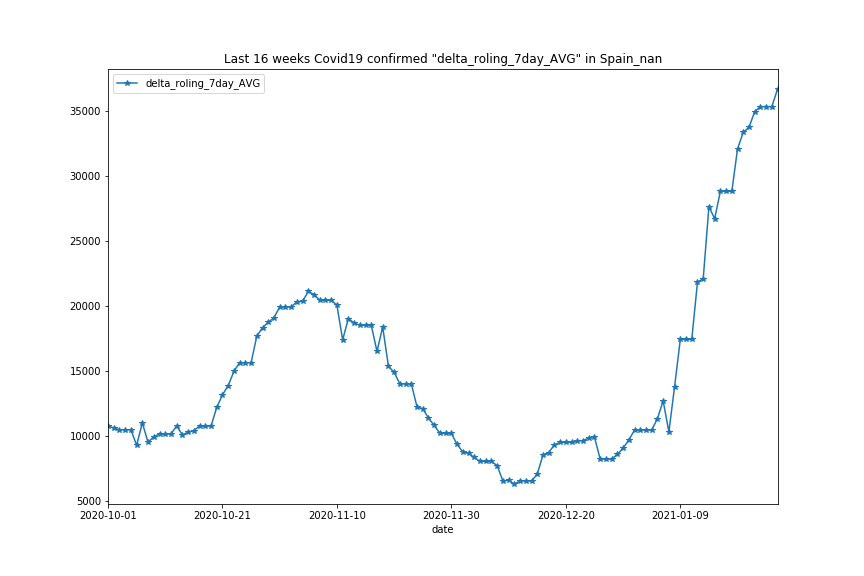 Last 16 weeks Covid19 confirmed "delta_roling_7day_AVG" in Spain_nan
delta_roling_7day_AVG
35000
30000
25000
20000
15000
10000
5000
2020-10-01 2020-10-21 2020-11-10 2020-11-30 2020-12-20 2021-01-09
date